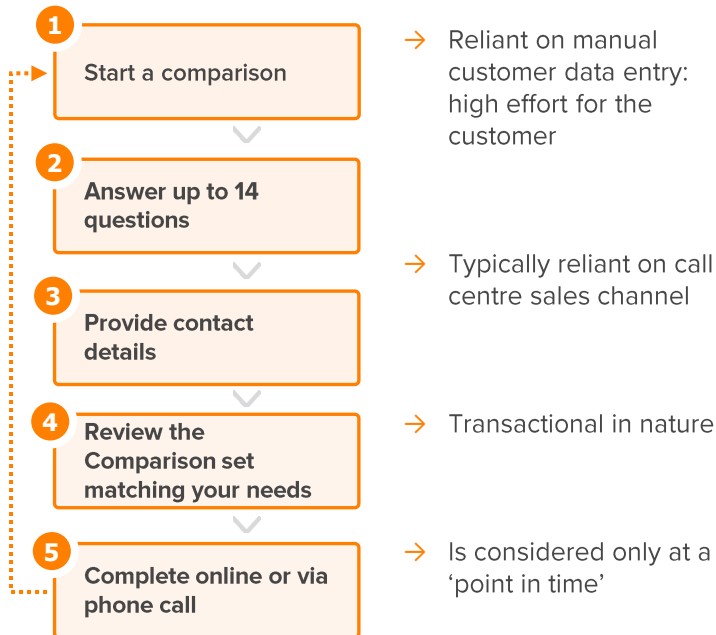 1
Start a comparison
2
Answer up to 14
questions
3
Provide contact
details
4
Review the
Comparison set
matching your needs
5
Complete online or via
phone call
→ Reliant on manual
customer data entry:
high effort for the
customer
→ Typically reliant on call
centre sales channel
→ Transactional in nature
→ Is considered only at a
‘point in time’